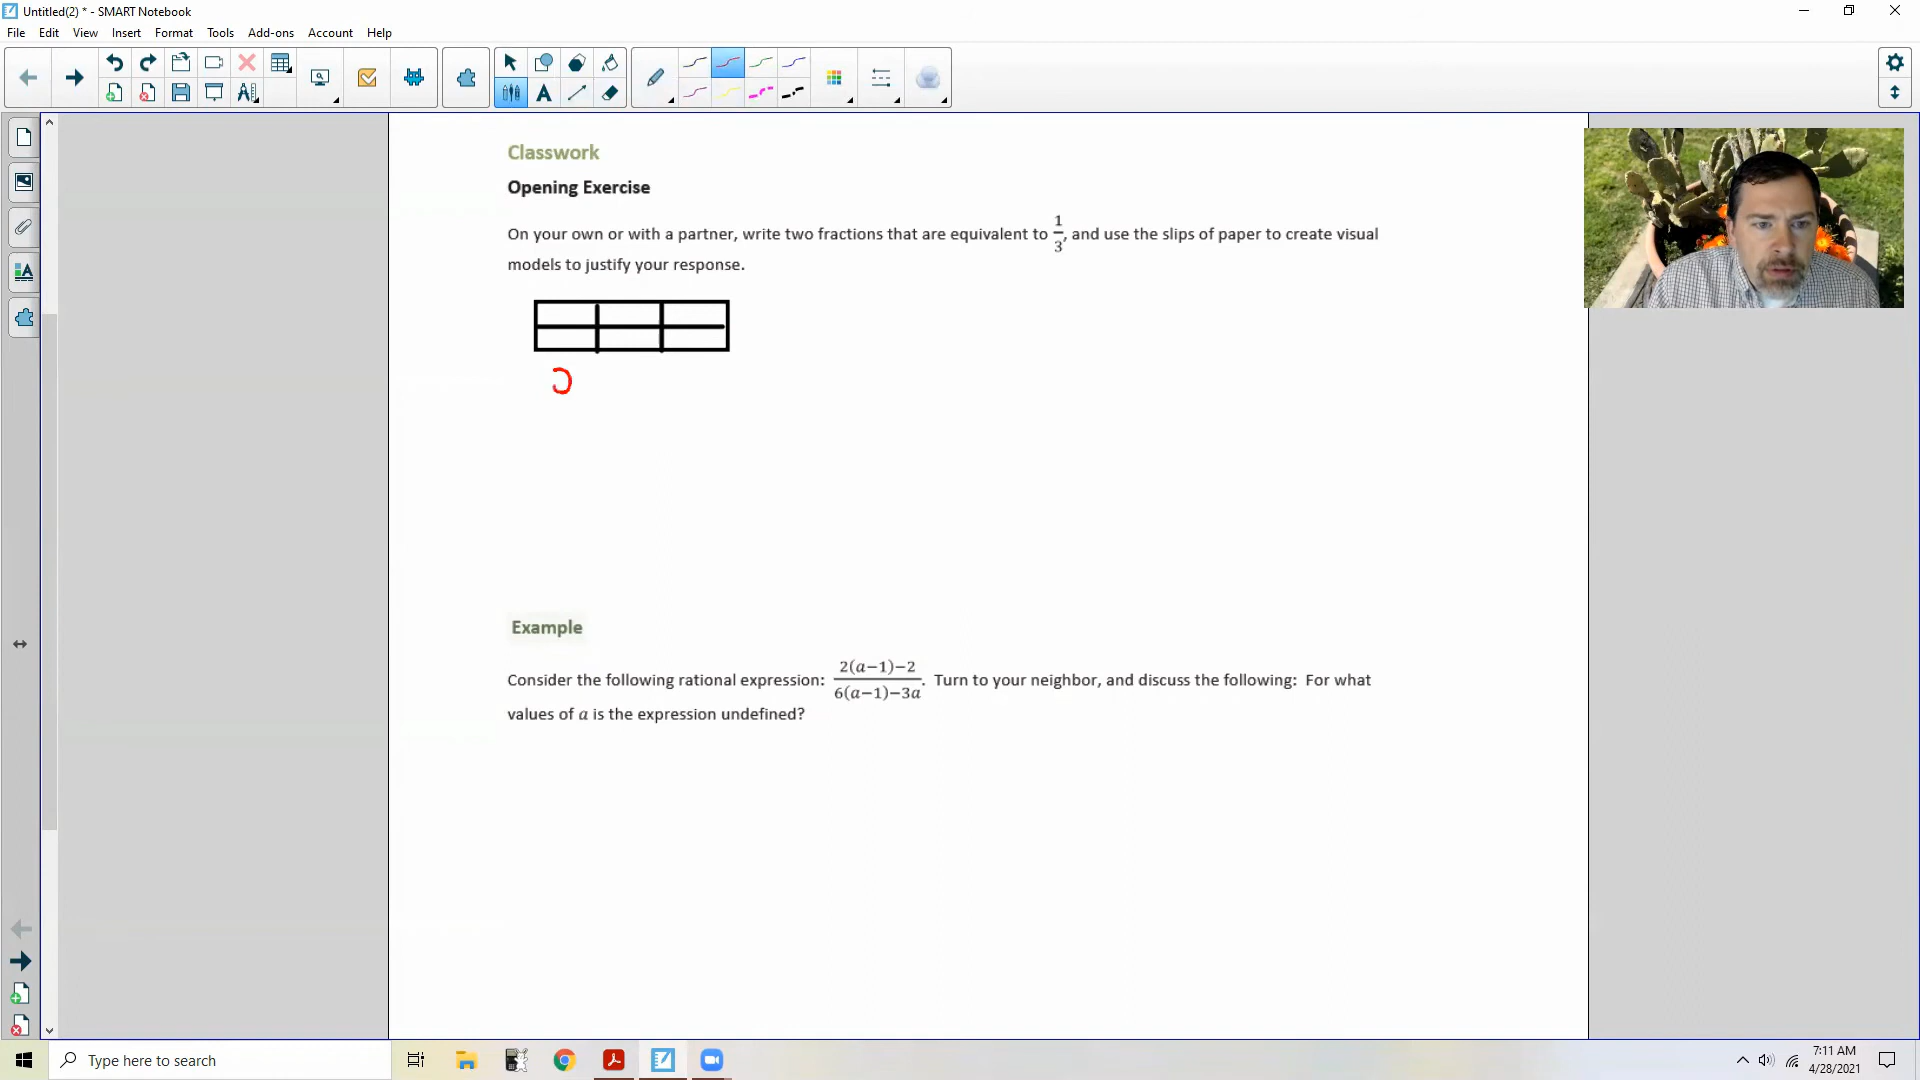 Untitled(2) * - SMART Notebook
File Edit View Insert Format Tools Add-ons Account Help
Classwork
Opening Exercise
On your own or with a partner, write two fractions that are equivalent to 1/3, and use the slips of paper to create visual
models to justify your response.
Example
Consider the following rational expression: 2(a−1)−2 / 6(a−1)−3a. Turn to your neighbor, and discuss the following: For what
values of a is the expression undefined?
Type here to search
7:11 AM
4/28/2021